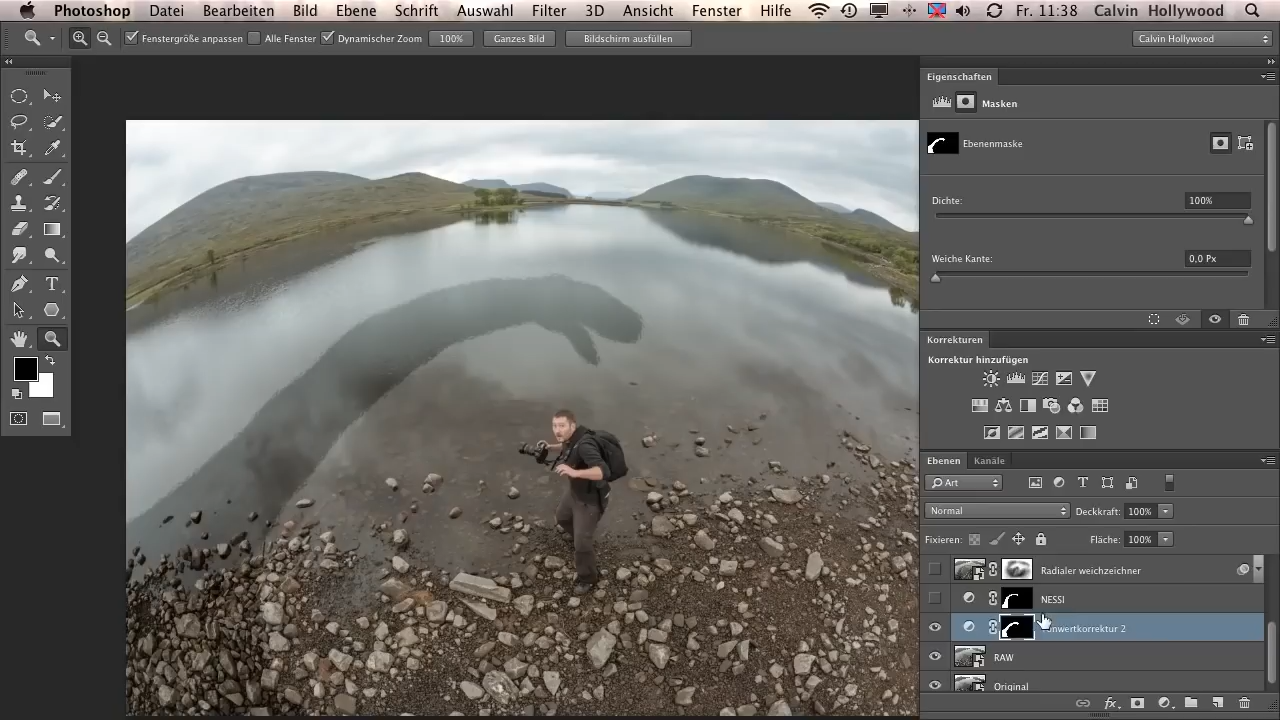 Photoshop Datei Bearbeiten Bild Ebene Schrift Auswahl Filter 3D Ansicht Fenster Hilfe Fr. 11:38 Calvin Hollywood
Fenstergröße anpassen Alle Fenster Dynamischer Zoom 100% Ganzes Bild Bildschirm ausfüllen Calvin Hollywood
Eigenschaften
Masken
Ebenenmaske
Dichte: 100%
Weiche Kante: 0,0 Px
Korrekturen
Korrektur hinzufügen
Ebenen Kanäle
Art
Normal Deckkraft: 100%
Fixieren: Fläche: 100%
Radialer weichzeichner
NESSI
nwertkorrektur 2
RAW
Original